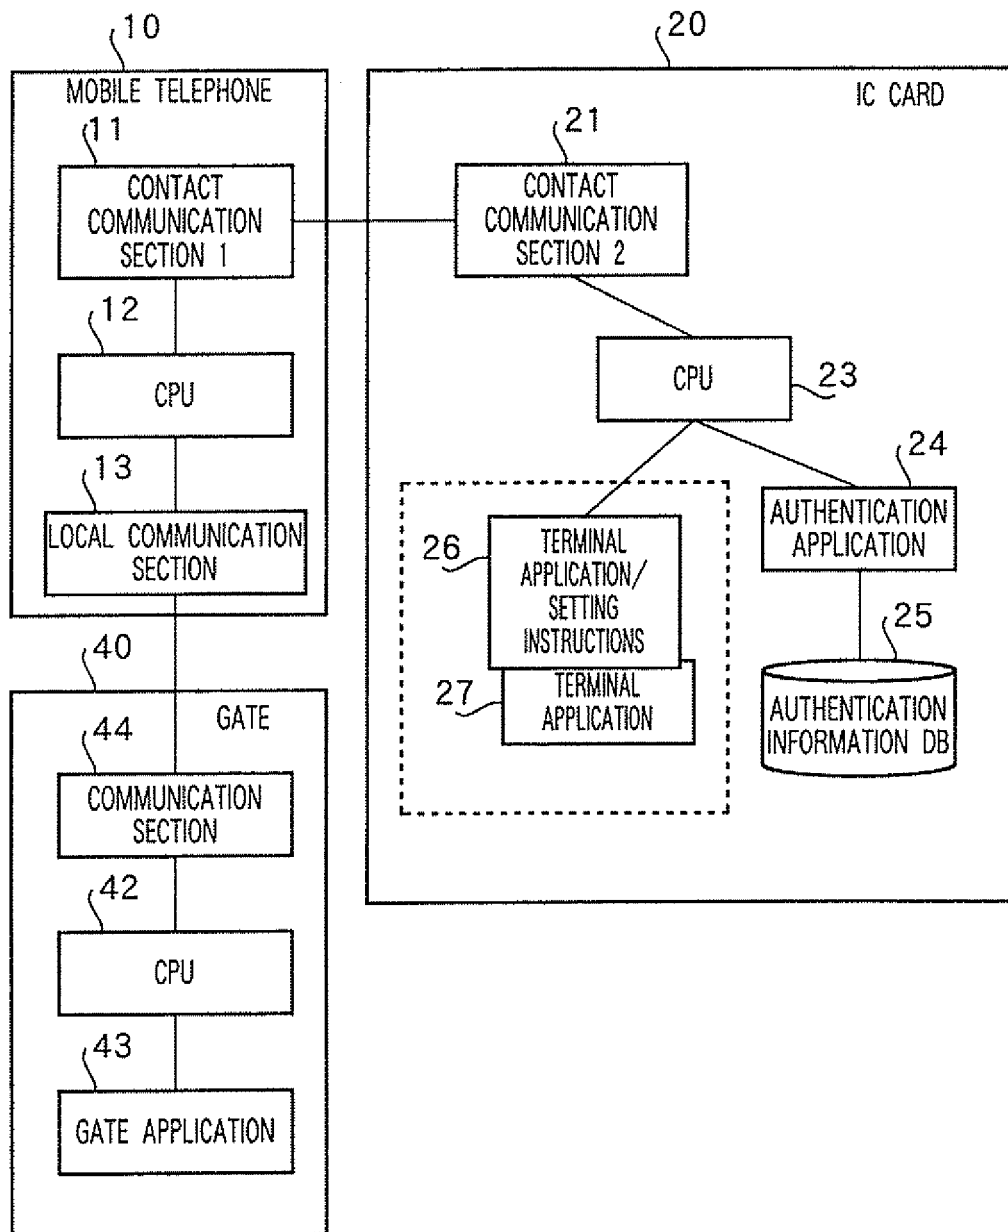 10
MOBILE TELEPHONE
11
CONTACT
COMMUNICATION
SECTION 1
12
CPU
13
LOCAL COMMUNICATION
SECTION
20
IC CARD
21
CONTACT
COMMUNICATION
SECTION 2
CPU
23
24
AUTHENTICATION
APPLICATION
26
TERMINAL
APPLICATION/
SETTING
INSTRUCTIONS
25
AUTHENTICATION
INFORMATION DB
27
TERMINAL
APPLICATION
40
GATE
44
COMMUNICATION
SECTION
42
CPU
43
GATE APPLICATION